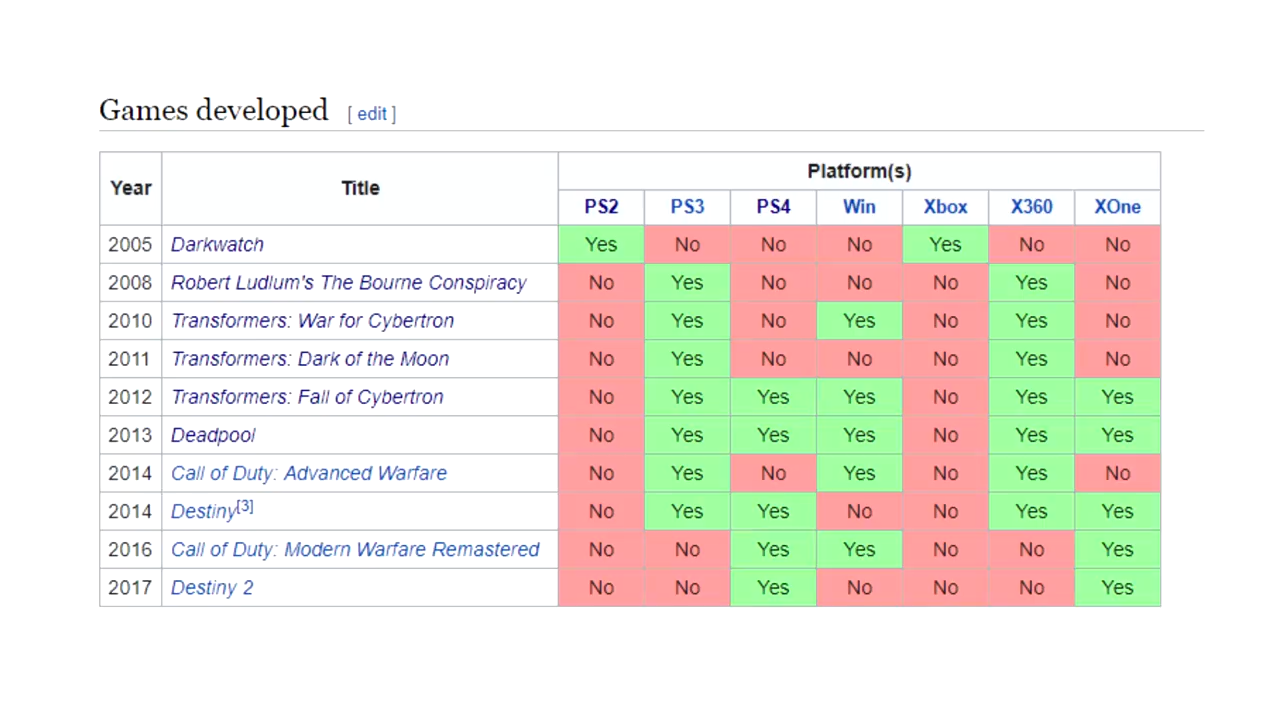 Games developed [ edit ]
Year Title Platform(s)
PS2 PS3 PS4 Win Xbox X360 XOne
2005 Darkwatch Yes No No No Yes No No
2008 Robert Ludlum's The Bourne Conspiracy No Yes No No No Yes No
2010 Transformers: War for Cybertron No Yes No Yes No Yes No
2011 Transformers: Dark of the Moon No Yes No No No Yes No
2012 Transformers: Fall of Cybertron No Yes Yes Yes No Yes Yes
2013 Deadpool No Yes Yes Yes No Yes Yes
2014 Call of Duty: Advanced Warfare No Yes No Yes No Yes No
2014 Destiny[3] No Yes Yes No No Yes Yes
2016 Call of Duty: Modern Warfare Remastered No No Yes Yes No No Yes
2017 Destiny 2 No No Yes No No No Yes